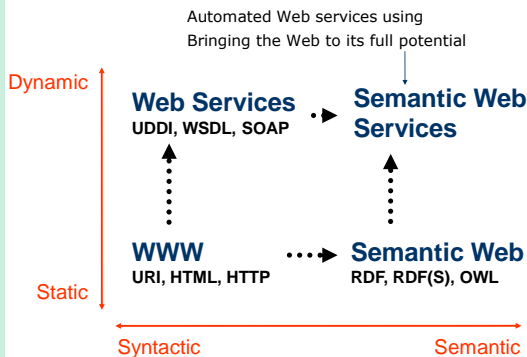 Automated Web services using
Bringing the Web to its full potential
Dynamic
Web Services
UDDI, WSDL, SOAP
Semantic Web
Services
WWW
URI, HTML, HTTP
Semantic Web
RDF, RDF(S), OWL
Static
Syntactic
Semantic